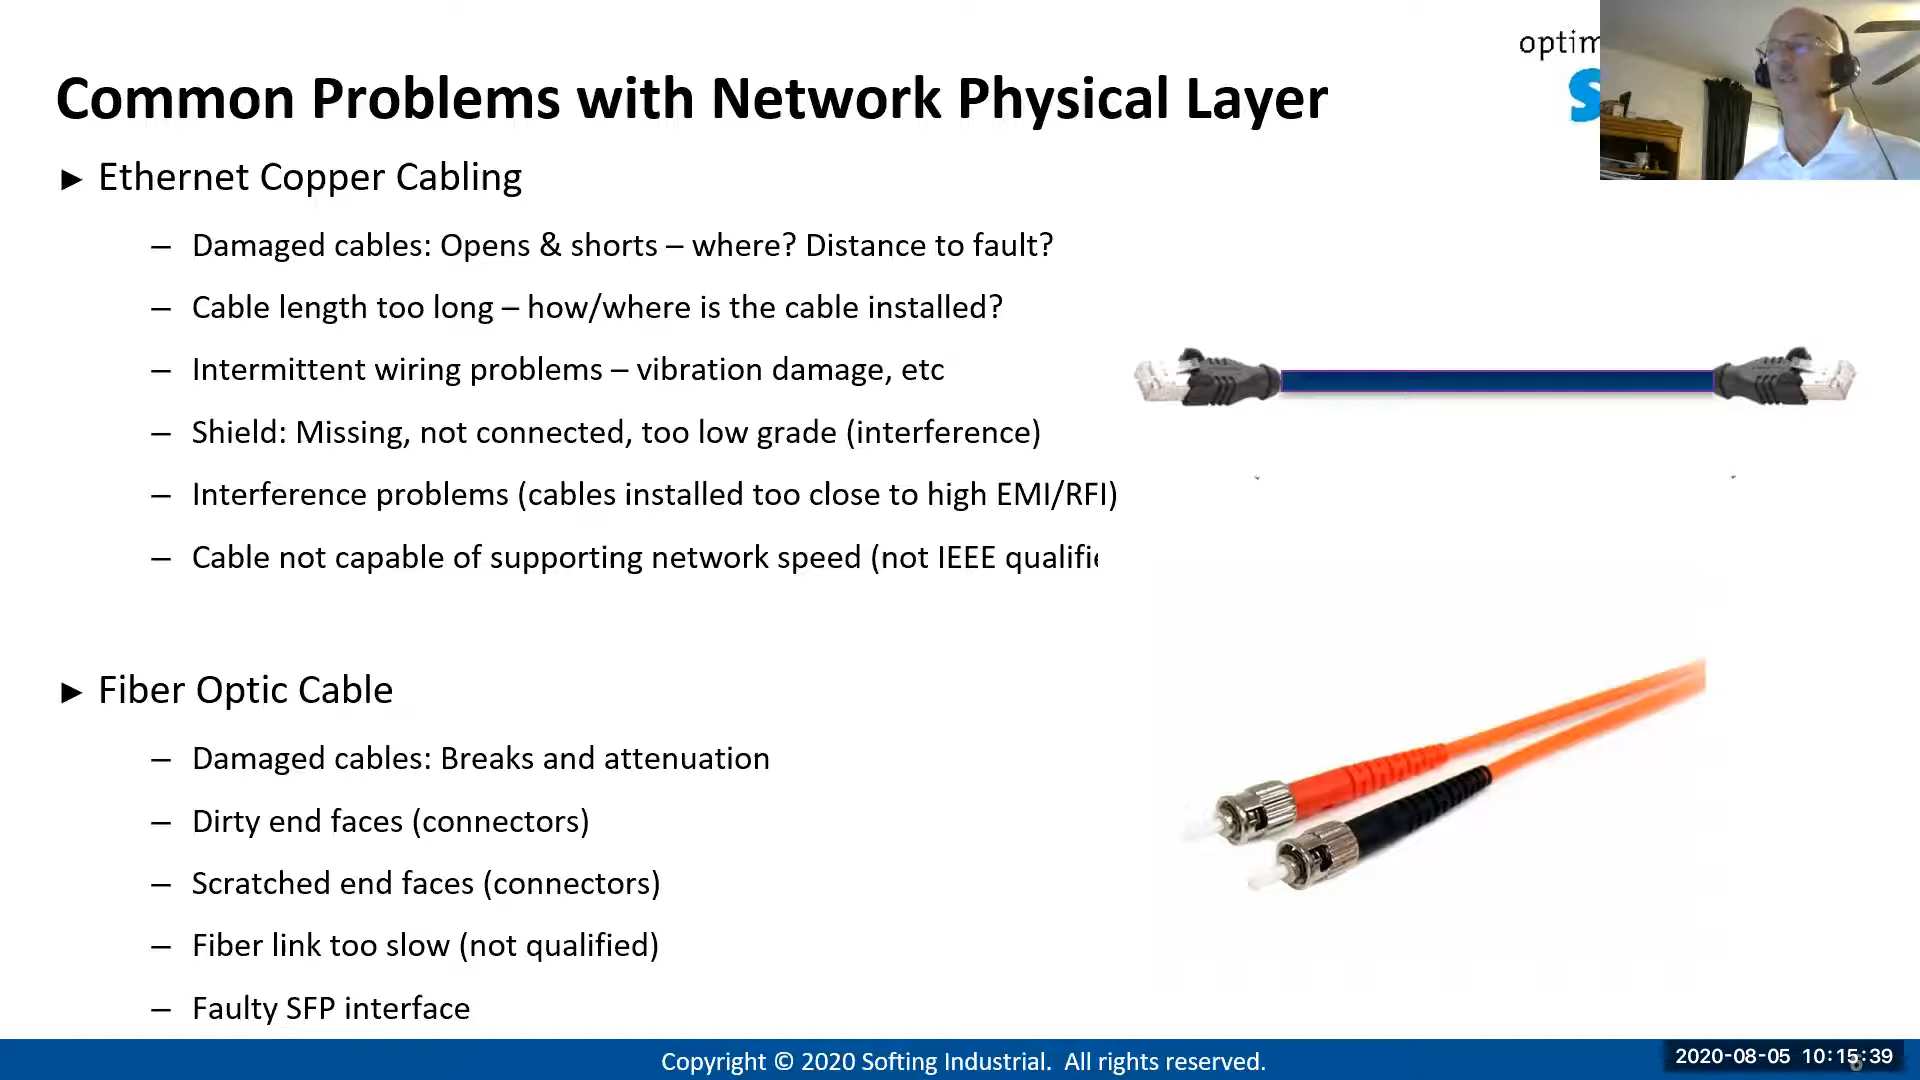 optim
Common Problems with Network Physical Layer
► Ethernet Copper Cabling
– Damaged cables: Opens & shorts – where? Distance to fault?
– Cable length too long – how/where is the cable installed?
– Intermittent wiring problems – vibration damage, etc
– Shield: Missing, not connected, too low grade (interference)
– Interference problems (cables installed too close to high EMI/RFI)
– Cable not capable of supporting network speed (not IEEE qualifie
► Fiber Optic Cable
– Damaged cables: Breaks and attenuation
– Dirty end faces (connectors)
– Scratched end faces (connectors)
– Fiber link too slow (not qualified)
– Faulty SFP interface
Copyright © 2020 Softing Industrial. All rights reserved.
2020-08-05 10:15:39